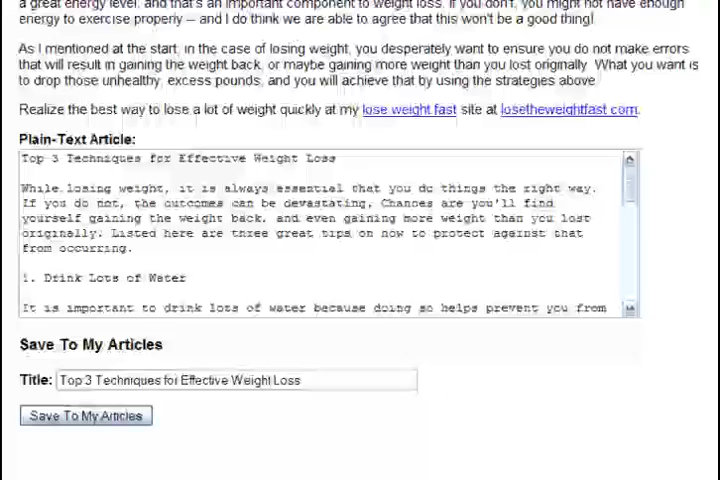 a great energy level, and that's an important component to weight loss. If you don't, you might not have enough
energy to exercise properly -- and I do think we are able to agree that this won't be a good thing!
As I mentioned at the start, in the case of losing weight, you desperately want to ensure you do not make errors
that will result in gaining the weight back, or maybe gaining more weight than you lost originally. What you want is
to drop those unhealthy, excess pounds, and you will achieve that by using the strategies above.
Realize the best way to lose a lot of weight quickly at my lose weight fast site at losetheweightfast.com.
Plain-Text Article:
Top 3 Techniques for Effective Weight Loss
While losing weight, it is always essential that you do things the right way.
If you do not, the outcomes can be devastating. Chances are you'll find
yourself gaining the weight back, and even gaining more weight than you lost
originally. Listed here are three great tips on how to protect against that
from occurring.
1. Drink Lots of Water
It is important to drink lots of water because doing so helps prevent you from
Save To My Articles
Title: Top 3 Techniques for Effective Weight Loss
Save To My Articles